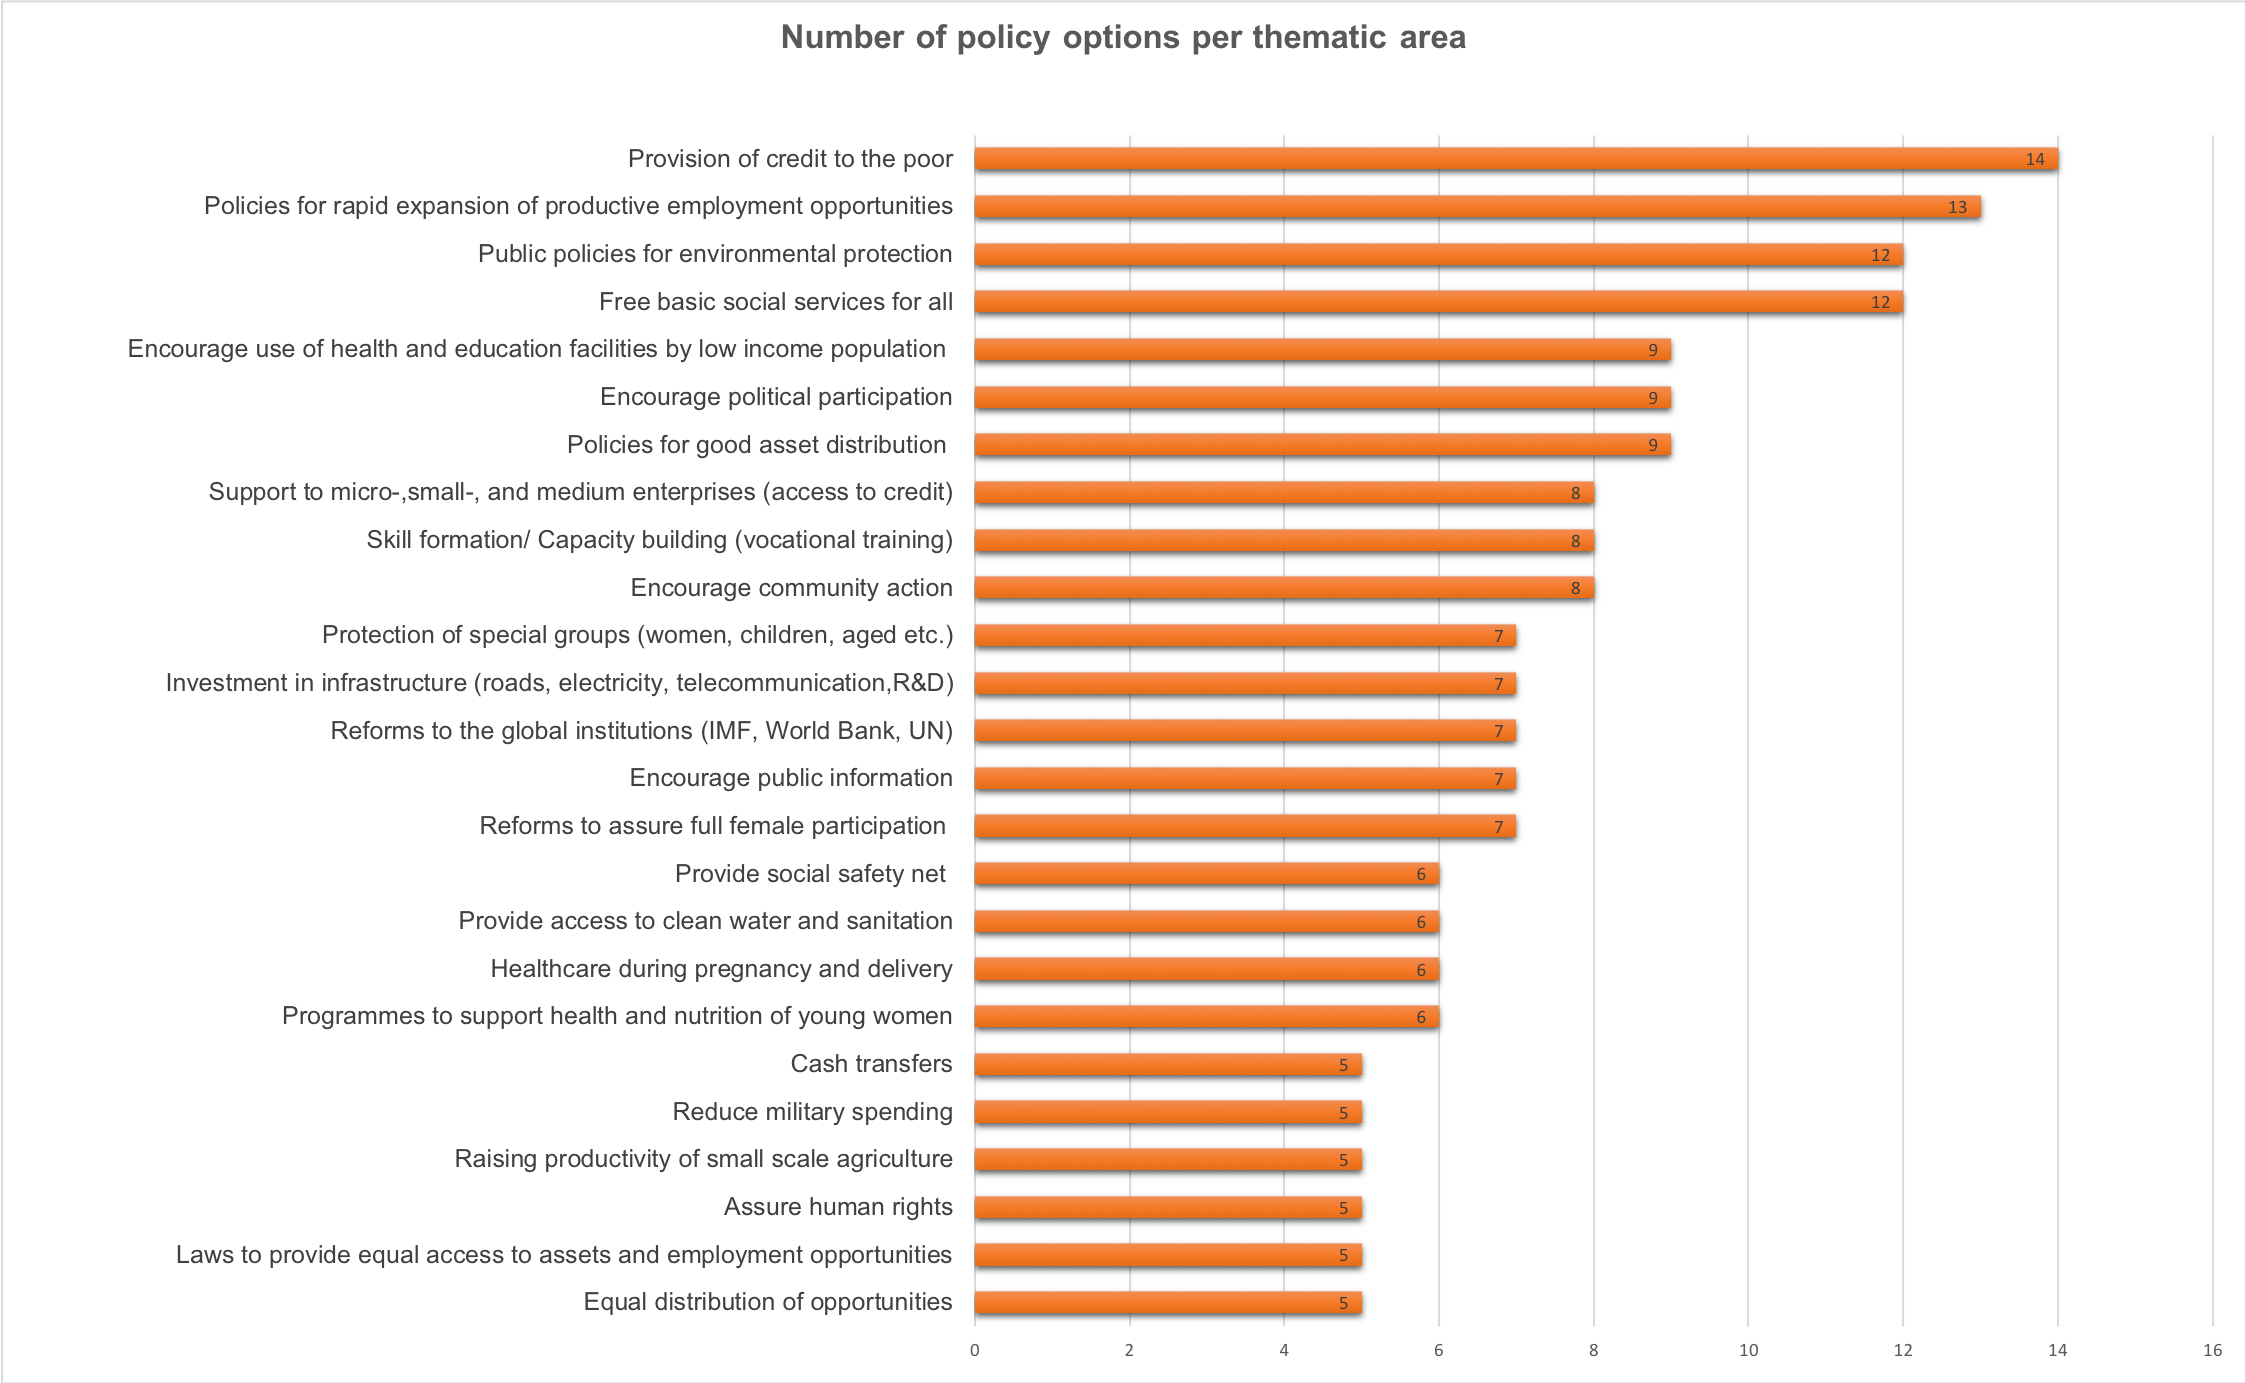 Number of policy options per thematic area
Provision of credit to the poor 14
Policies for rapid expansion of productive employment opportunities 13
Public policies for environmental protection 12
Free basic social services for all 12
Encourage use of health and education facilities by low income population 9
Encourage political participation 9
Policies for good asset distribution 9
Support to micro-,small-, and medium enterprises (access to credit) 8
Skill formation/ Capacity building (vocational training) 8
Encourage community action 8
Protection of special groups (women, children, aged etc.) 7
Investment in infrastructure (roads, electricity, telecommunication,R&D) 7
Reforms to the global institutions (IMF, World Bank, UN) 7
Encourage public information 7
Reforms to assure full female participation 7
Provide social safety net 6
Provide access to clean water and sanitation 6
Healthcare during pregnancy and delivery 6
Programmes to support health and nutrition of young women 6
Cash transfers 5
Reduce military spending 5
Raising productivity of small scale agriculture 5
Assure human rights 5
Laws to provide equal access to assets and employment opportunities 5
Equal distribution of opportunities 5
0 2 4 6 8 10 12 14 16